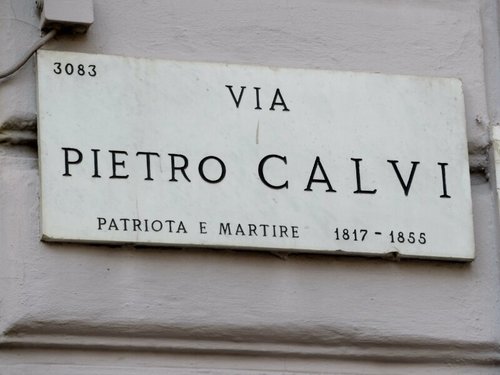 3083
VIA
PIETRO CALVI
PATRIOTA E MARTIRE 1817-1855